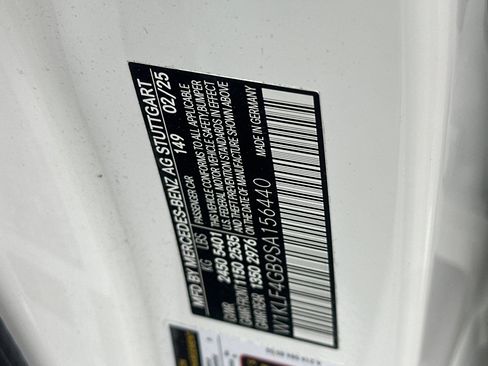 MFD BY MERCEDES-BENZ AG STUTTGART
PASSENGER CAR 149 02/25
KG LBS
GVWR 2450 5401
GAWR FRONT 1150 2535
GAWR REAR 1350 2976
THIS VEHICLE CONFORMS TO ALL APPLICABLE
U.S. FEDERAL MOTOR VEHICLE SAFETY, BUMPER
AND THEFT PREVENTION STANDARDS IN EFFECT
ON THE DATE OF MANUFACTURE SHOWN ABOVE
W1KLF4GB9SA156440 MADE IN GERMANY